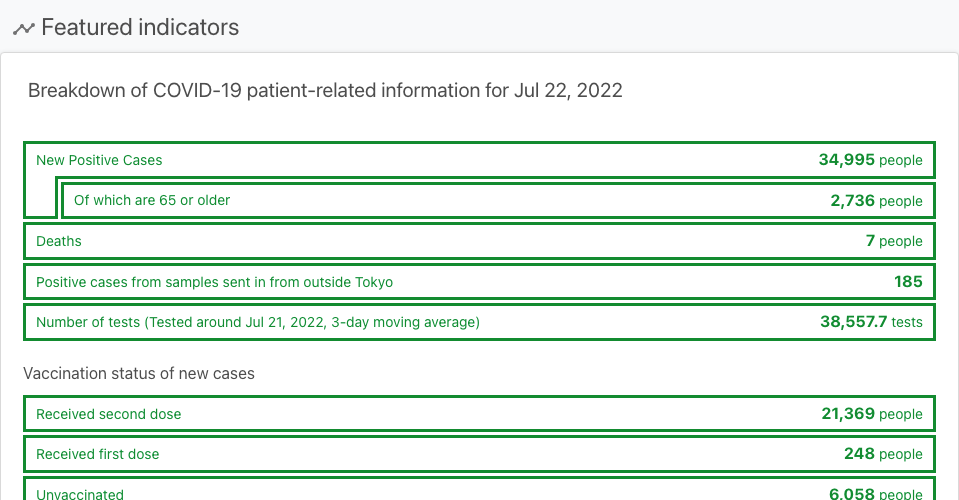 Featured indicators
Breakdown of COVID-19 patient-related information for Jul 22, 2022
New Positive Cases 34,995 people
Of which are 65 or older 2,736 people
Deaths 7 people
Positive cases from samples sent in from outside Tokyo 185
Number of tests (Tested around Jul 21, 2022, 3-day moving average) 38,557.7 tests
Vaccination status of new cases
Received second dose 21,369 people
Received first dose 248 people
Unvaccinated 6,058 people